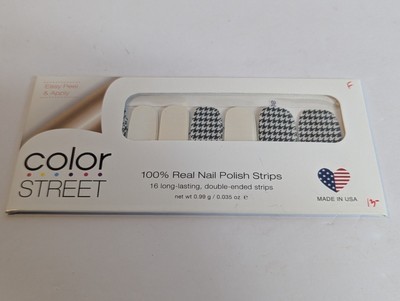 Easy Peel
& Apply
F
color
STREET
100% Real Nail Polish Strips
16 long-lasting, double-ended strips
net wt 0.99 g / 0.035 oz ℮
MADE IN USA